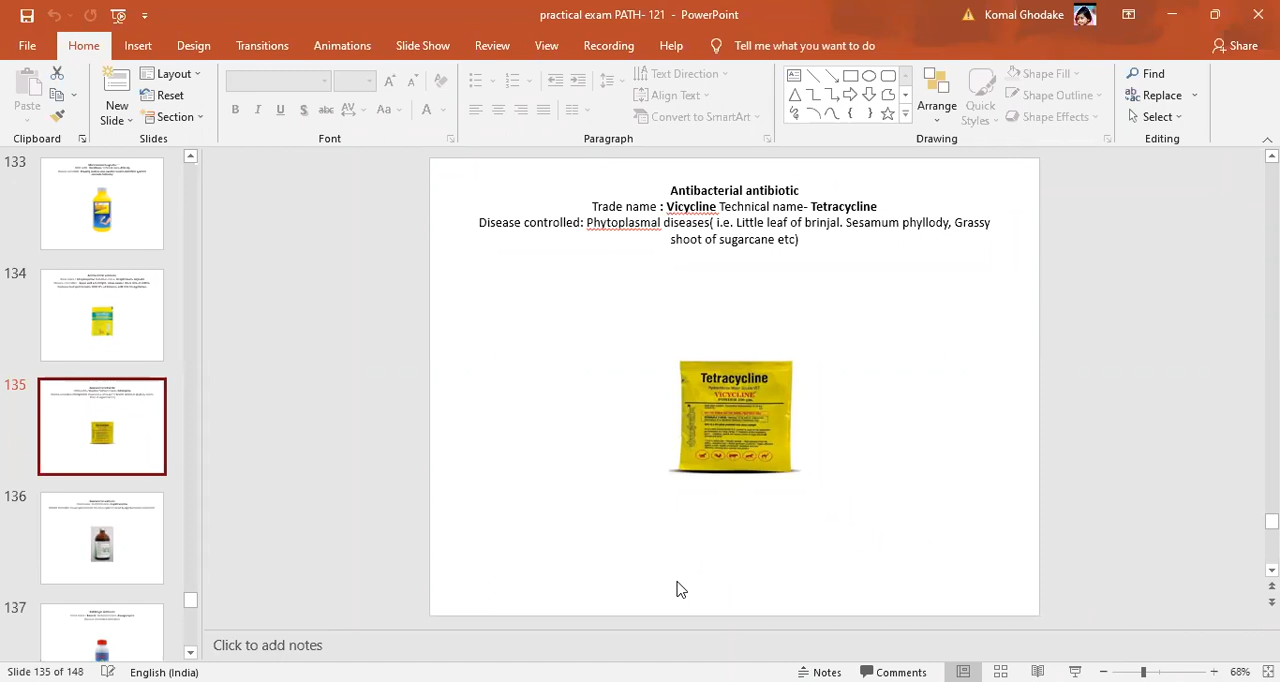 practical exam PATH- 121 - PowerPoint
Komal Ghodake
File Home Insert Design Transitions Animations Slide Show Review View Recording Help Tell me what you want to do Share
Paste
New Slide
Layout
Reset
Section
Text Direction
Align Text
Convert to SmartArt
Arrange
Quick Styles
Shape Fill
Shape Outline
Shape Effects
Find
Replace
Select
Clipboard Slides Font Paragraph Drawing Editing
133
134
135
136
137
Antibacterial antibiotic
Trade name : Vicycline Technical name- Tetracycline
Disease controlled: Phytoplasmal diseases( i.e. Little leaf of brinjal. Sesamum phyllody, Grassy
shoot of sugarcane etc)
Tetracycline
VICYCLINE
Click to add notes
Slide 135 of 148 English (India) Notes Comments 68%